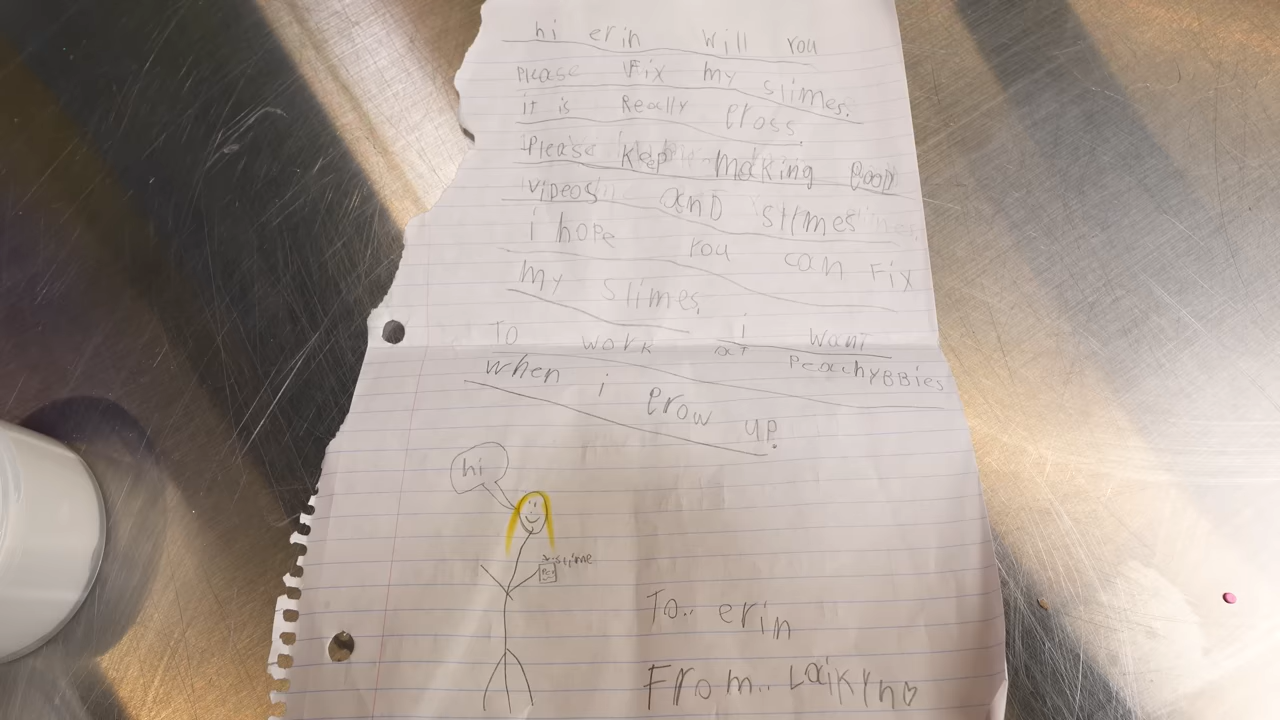 hi erin will you
Please Fix my slimes.
it is Really gross.
Please keep making good
videos and slimes
i hope you can Fix
my slimes.
i want
To work at PeachyBBies
when i grow up.
hi
slime
To.. erin
From.. Laikyn♡